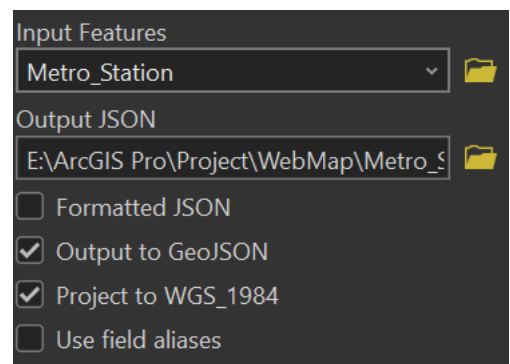 Input Features
Metro_Station
Output JSON
E:\ArcGIS Pro\Project\WebMap\Metro_S
Formatted JSON
Output to GeoJSON
Project to WGS_1984
Use field aliases